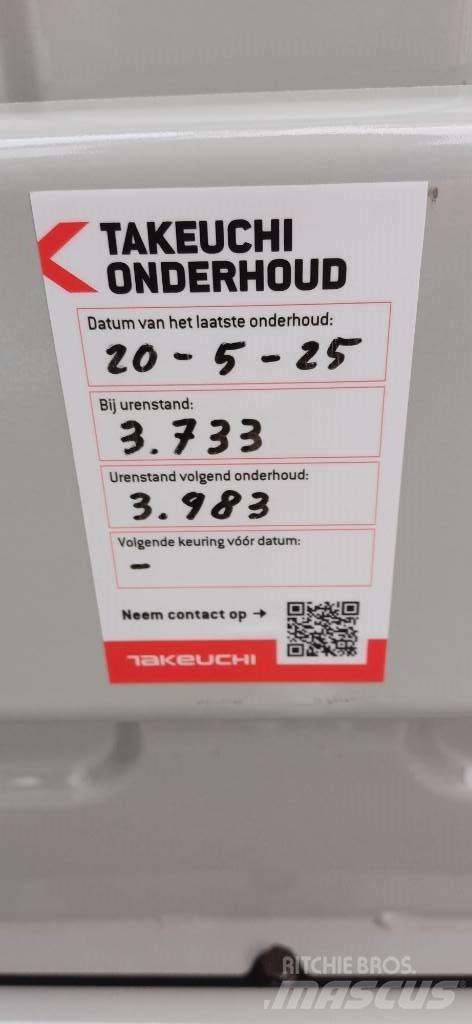 TAKEUCHI
ONDERHOUD
Datum van het laatste onderhoud:
20 - 5 - 25
Bij urenstand:
3.733
Urenstand volgend onderhoud:
3.983
Volgende keuring vóór datum:
-
Neem contact op →
TAKEUCHI
RITCHIE BROS.
MASCUS